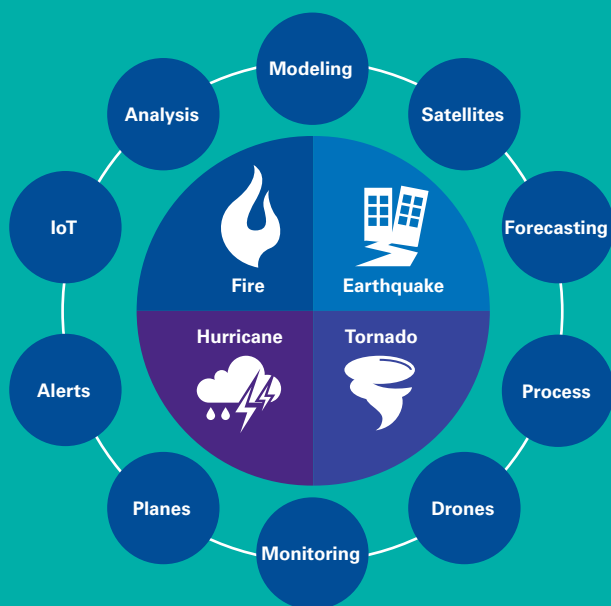 Modeling
Analysis
Satellites
IoT
Forecasting
Fire
Earthquake
Hurricane
Tornado
Alerts
Process
Planes
Drones
Monitoring